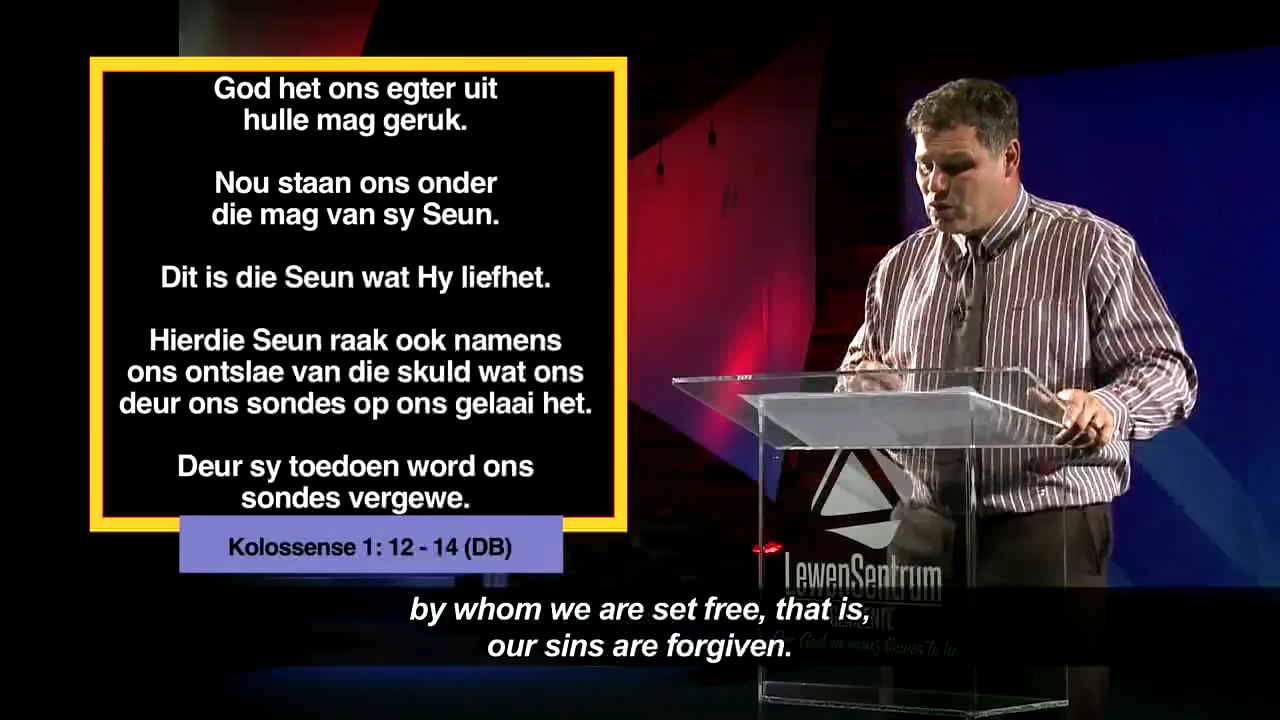 God het ons egter uit
hulle mag geruk.
Nou staan ons onder
die mag van sy Seun.
Dit is die Seun wat Hy liefhet.
Hierdie Seun raak ook namens
ons ontslae van die skuld wat ons
deur ons sondes op ons gelaai het.
Deur sy toedoen word ons
sondes vergewe.
Kolossense 1: 12 - 14 (DB)
LewenSentrum
by whom we are set free, that is,
our sins are forgiven.